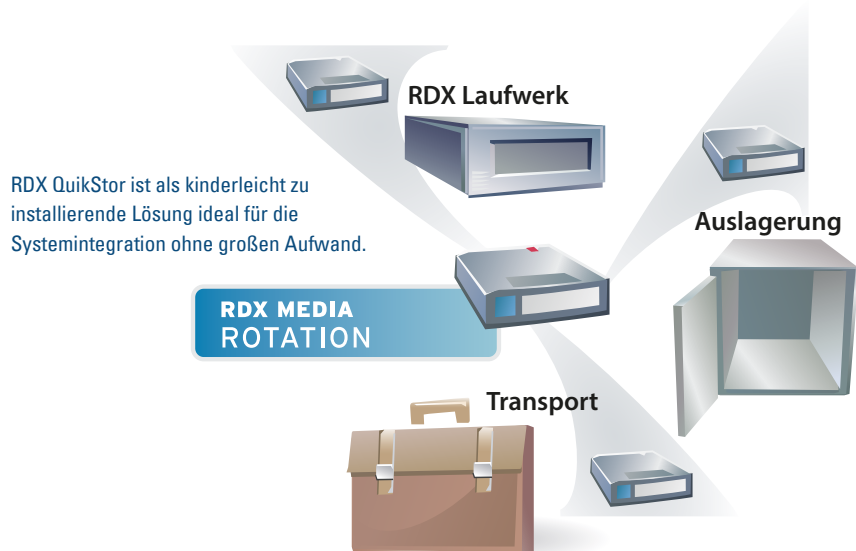 RDX Laufwerk
RDX QuikStor ist als kinderleicht zu
installierende Lösung ideal für die
Systemintegration ohne großen Aufwand.
Auslagerung
RDX MEDIA
ROTATION
Transport